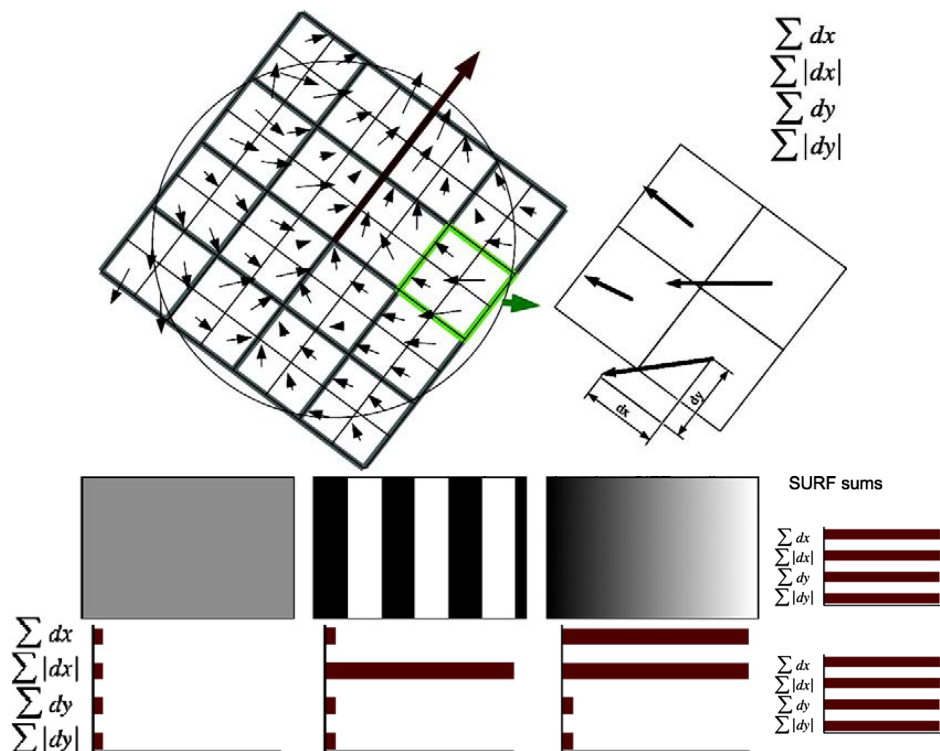 ∑ dx
∑ |dx|
∑ dy
∑ |dy|
dx
dy
SURF sums
∑ dx
∑ |dx|
∑ dy
∑ |dy|
∑ dx
∑ |dx|
∑ dy
∑ |dy|
∑ dx
∑ |dx|
∑ dy
∑ |dy|